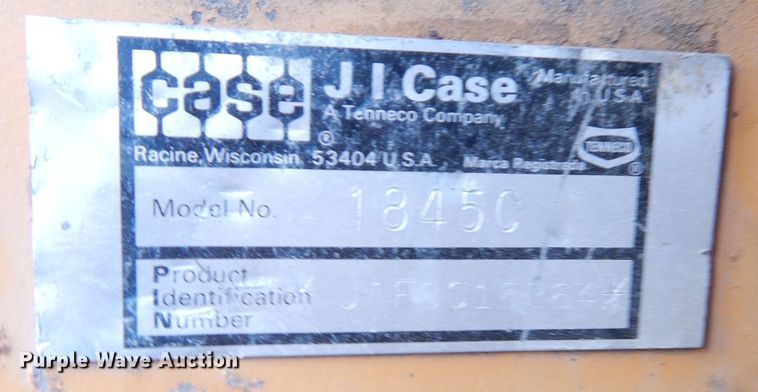 case
J I Case
Manufactured
in U.S.A.
A Tenneco Company
®
Racine, Wisconsin 53404 U.S.A.
Marca Registrada
TENNECO
®
Model No. 1845C
Product
Identification
Number
Purple Wave Auction